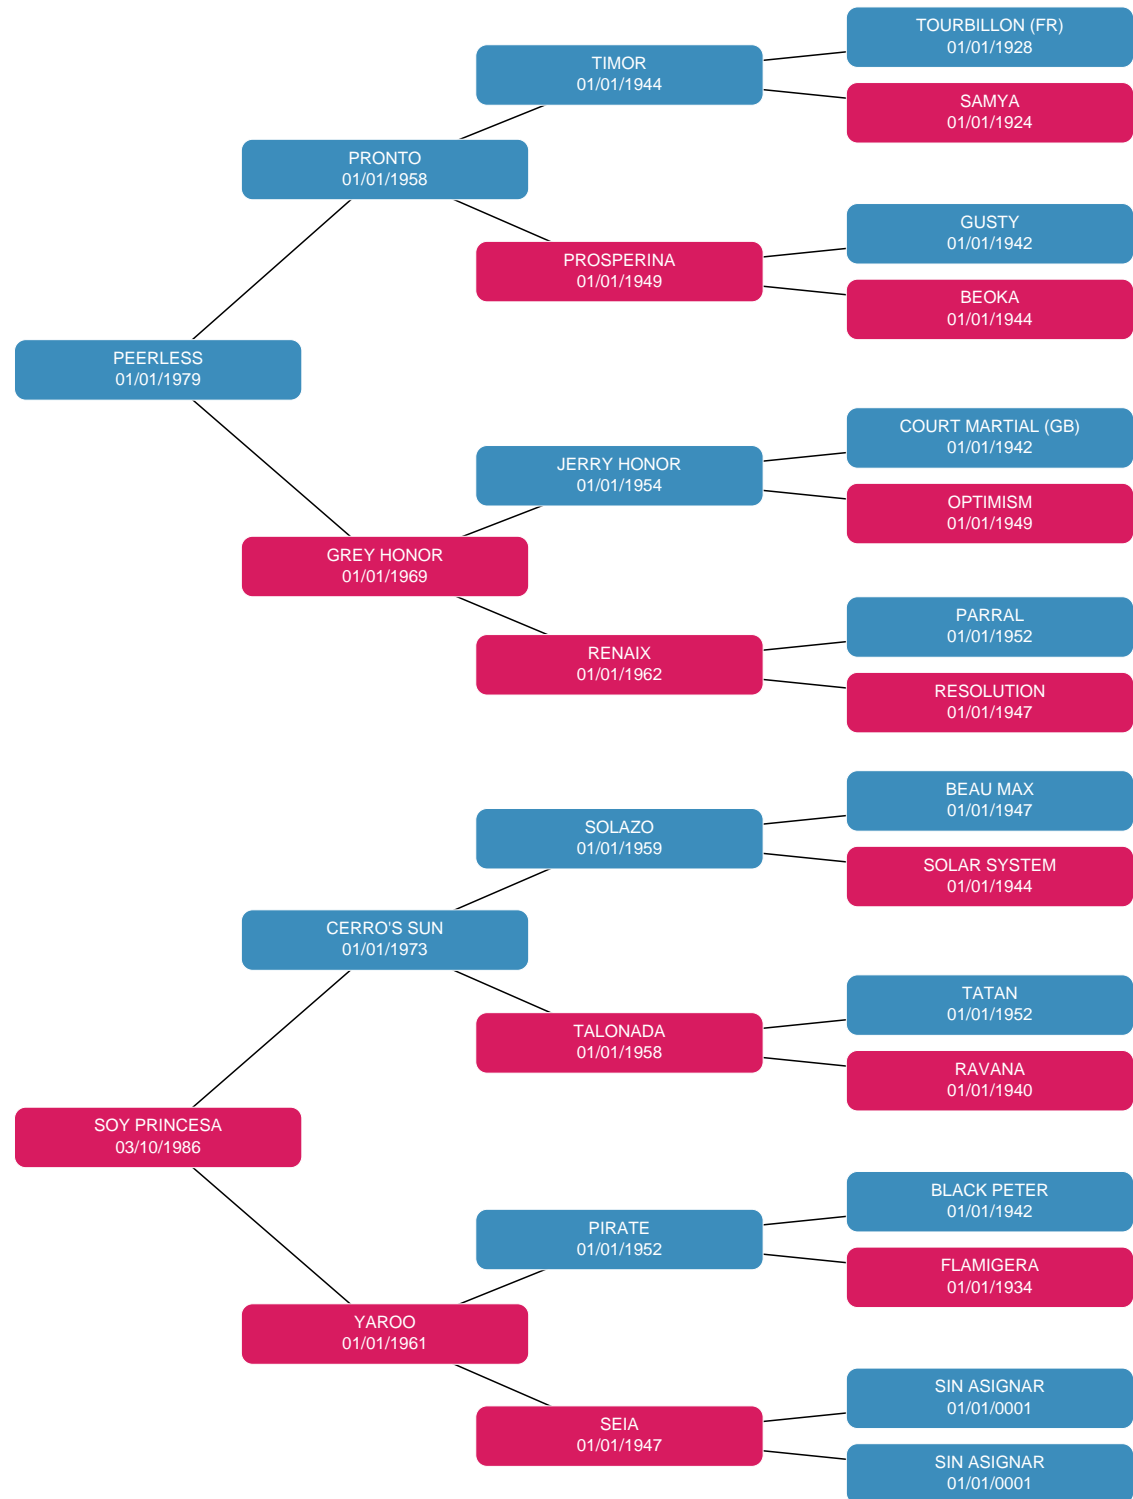 TOURBILLON (FR)
01/01/1928
TIMOR
01/01/1944
SAMYA
01/01/1924
PRONTO
01/01/1958
GUSTY
01/01/1942
PROSPERINA
01/01/1949
BEOKA
01/01/1944
PEERLESS
01/01/1979
COURT MARTIAL (GB)
01/01/1942
JERRY HONOR
01/01/1954
OPTIMISM
01/01/1949
GREY HONOR
01/01/1969
PARRAL
01/01/1952
RENAIX
01/01/1962
RESOLUTION
01/01/1947
BEAU MAX
01/01/1947
SOLAZO
01/01/1959
SOLAR SYSTEM
01/01/1944
CERRO'S SUN
01/01/1973
TATAN
01/01/1952
TALONADA
01/01/1958
RAVANA
01/01/1940
SOY PRINCESA
03/10/1986
BLACK PETER
01/01/1942
PIRATE
01/01/1952
FLAMIGERA
01/01/1934
YAROO
01/01/1961
SIN ASIGNAR
01/01/0001
SEIA
01/01/1947
SIN ASIGNAR
01/01/0001